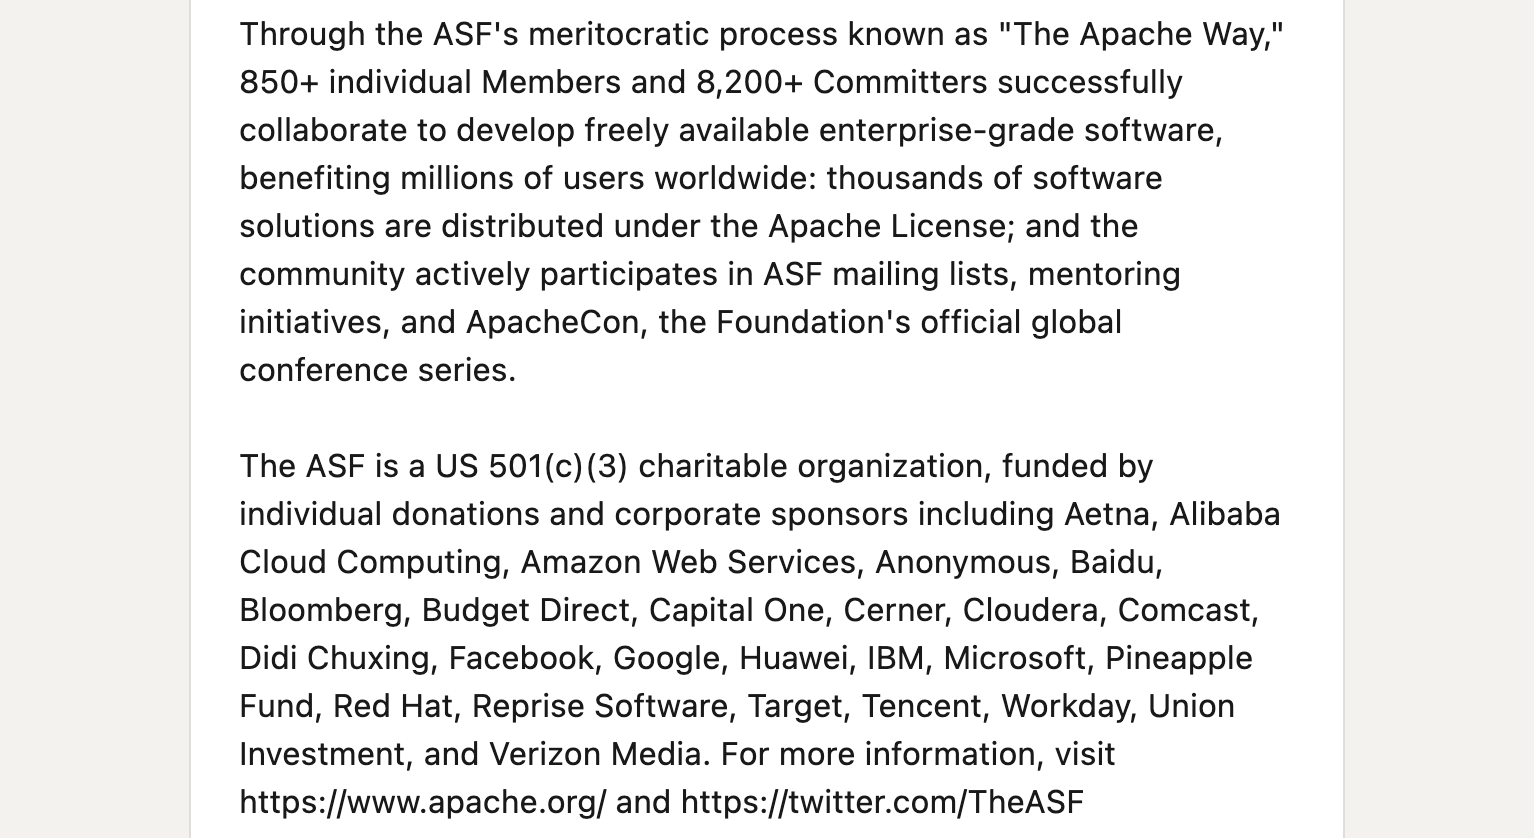 Through the ASF's meritocratic process known as "The Apache Way,"
850+ individual Members and 8,200+ Committers successfully
collaborate to develop freely available enterprise-grade software,
benefiting millions of users worldwide: thousands of software
solutions are distributed under the Apache License; and the
community actively participates in ASF mailing lists, mentoring
initiatives, and ApacheCon, the Foundation's official global
conference series.

The ASF is a US 501(c)(3) charitable organization, funded by
individual donations and corporate sponsors including Aetna, Alibaba
Cloud Computing, Amazon Web Services, Anonymous, Baidu,
Bloomberg, Budget Direct, Capital One, Cerner, Cloudera, Comcast,
Didi Chuxing, Facebook, Google, Huawei, IBM, Microsoft, Pineapple
Fund, Red Hat, Reprise Software, Target, Tencent, Workday, Union
Investment, and Verizon Media. For more information, visit
https://www.apache.org/ and https://twitter.com/TheASF